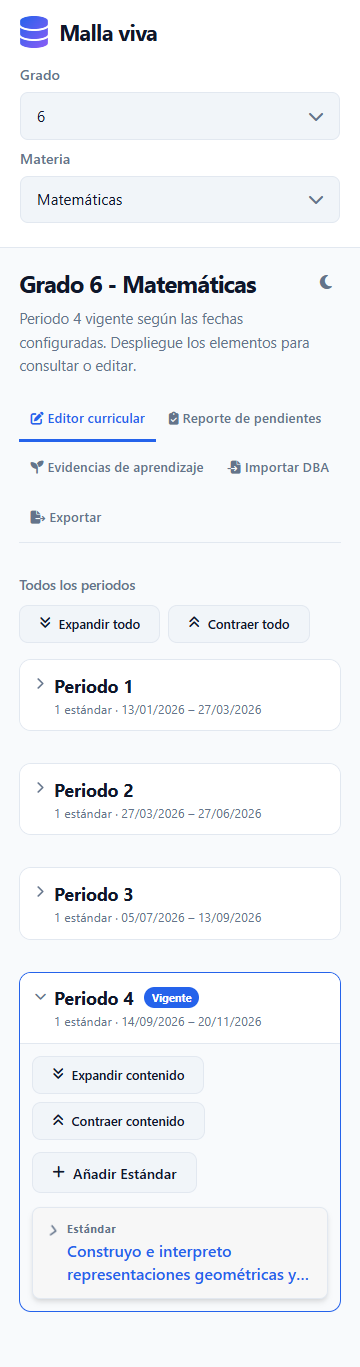 Malla viva
Grado
6
Materia
Matemáticas
Grado 6 - Matemáticas
Periodo 4 vigente según las fechas
configuradas. Despliegue los elementos para
consultar o editar.
Editor curricular
Reporte de pendientes
Evidencias de aprendizaje
Importar DBA
Exportar
Todos los periodos
Expandir todo
Contraer todo
Periodo 1
1 estándar · 13/01/2026 – 27/03/2026
Periodo 2
1 estándar · 27/03/2026 – 27/06/2026
Periodo 3
1 estándar · 05/07/2026 – 13/09/2026
Periodo 4 Vigente
1 estándar · 14/09/2026 – 20/11/2026
Expandir contenido
Contraer contenido
Añadir Estándar
Estándar
Construyo e interpreto
representaciones geométricas y...